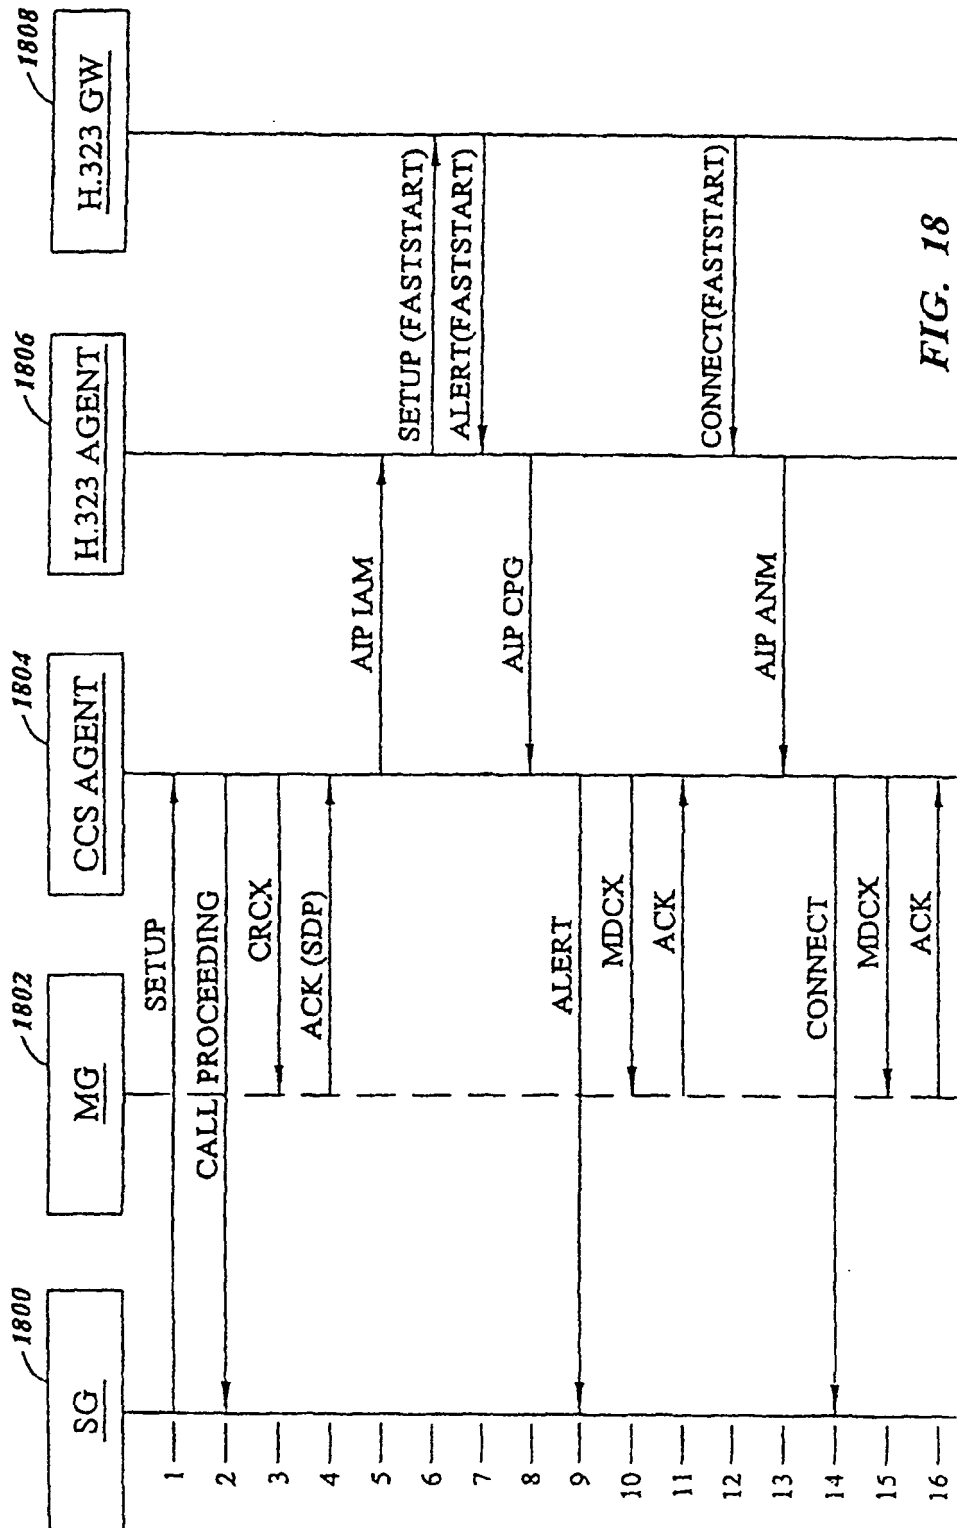 1800
1802
1804
1806
1808
SG
MG
CCS AGENT
H.323 AGENT
H.323 GW
1
SETUP
2
CALL PROCEEDING
3
CRCX
4
ACK (SDP)
5
AIP IAM
6
SETUP (FASTSTART)
7
ALERT(FASTSTART)
8
AIP CPG
9
ALERT
10
MDCX
11
ACK
12
CONNECT(FASTSTART)
13
AIP ANM
14
CONNECT
15
MDCX
16
ACK
FIG. 18